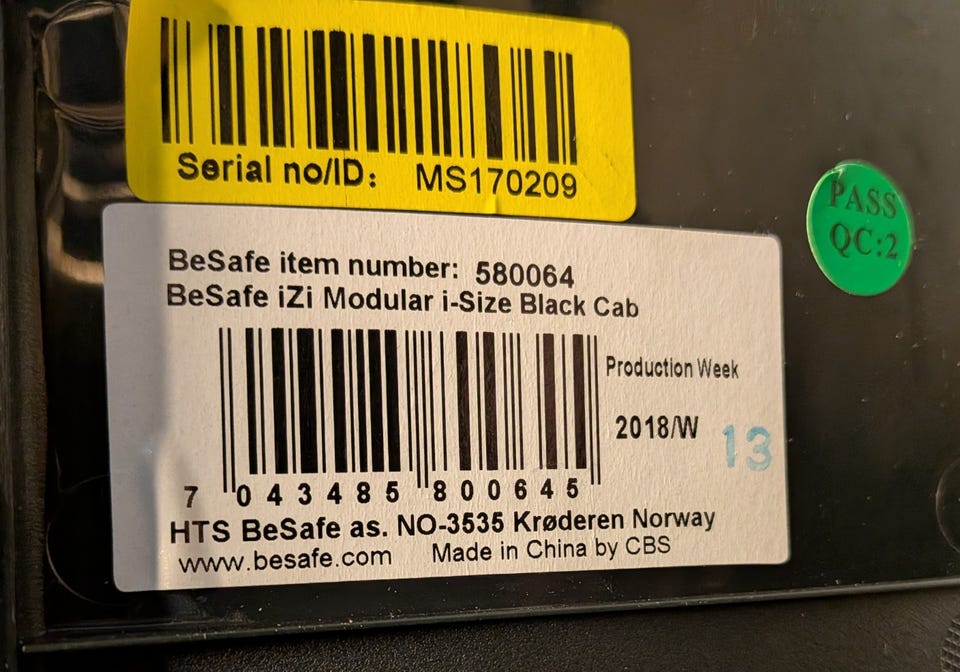 Serial no/ID: MS170209
PASS
QC:2
BeSafe item number: 580064
BeSafe iZi Modular i-Size Black Cab
Production Week
2018/W 13
7 043485 800645
HTS BeSafe as. NO-3535 Krøderen Norway
www.besafe.com Made in China by CBS